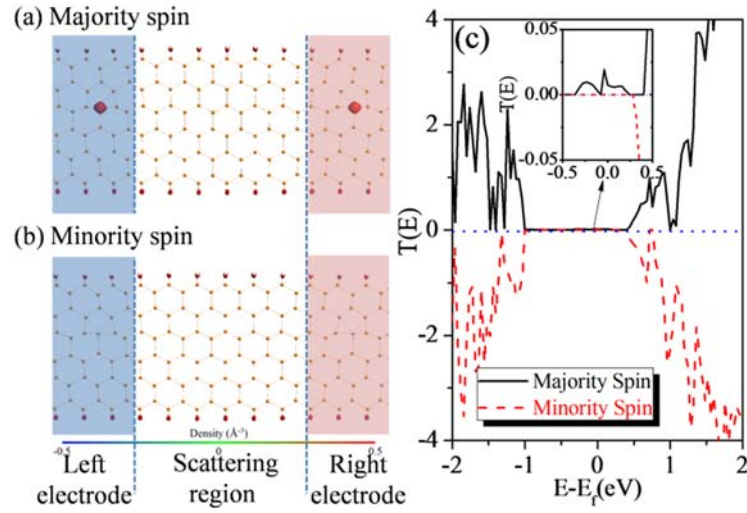 (a) Majority spin
(b) Minority spin
Density (Å⁻³)
-0.5
0
0.5
Left electrode
Scattering region
Right electrode
(c)
T(E)
4
2
0
-2
-4
-2
-1
0
1
2
E-E_f(eV)
T(E)
0.05
0.00
-0.05
-0.5
0.0
0.5
Majority Spin
Minority Spin